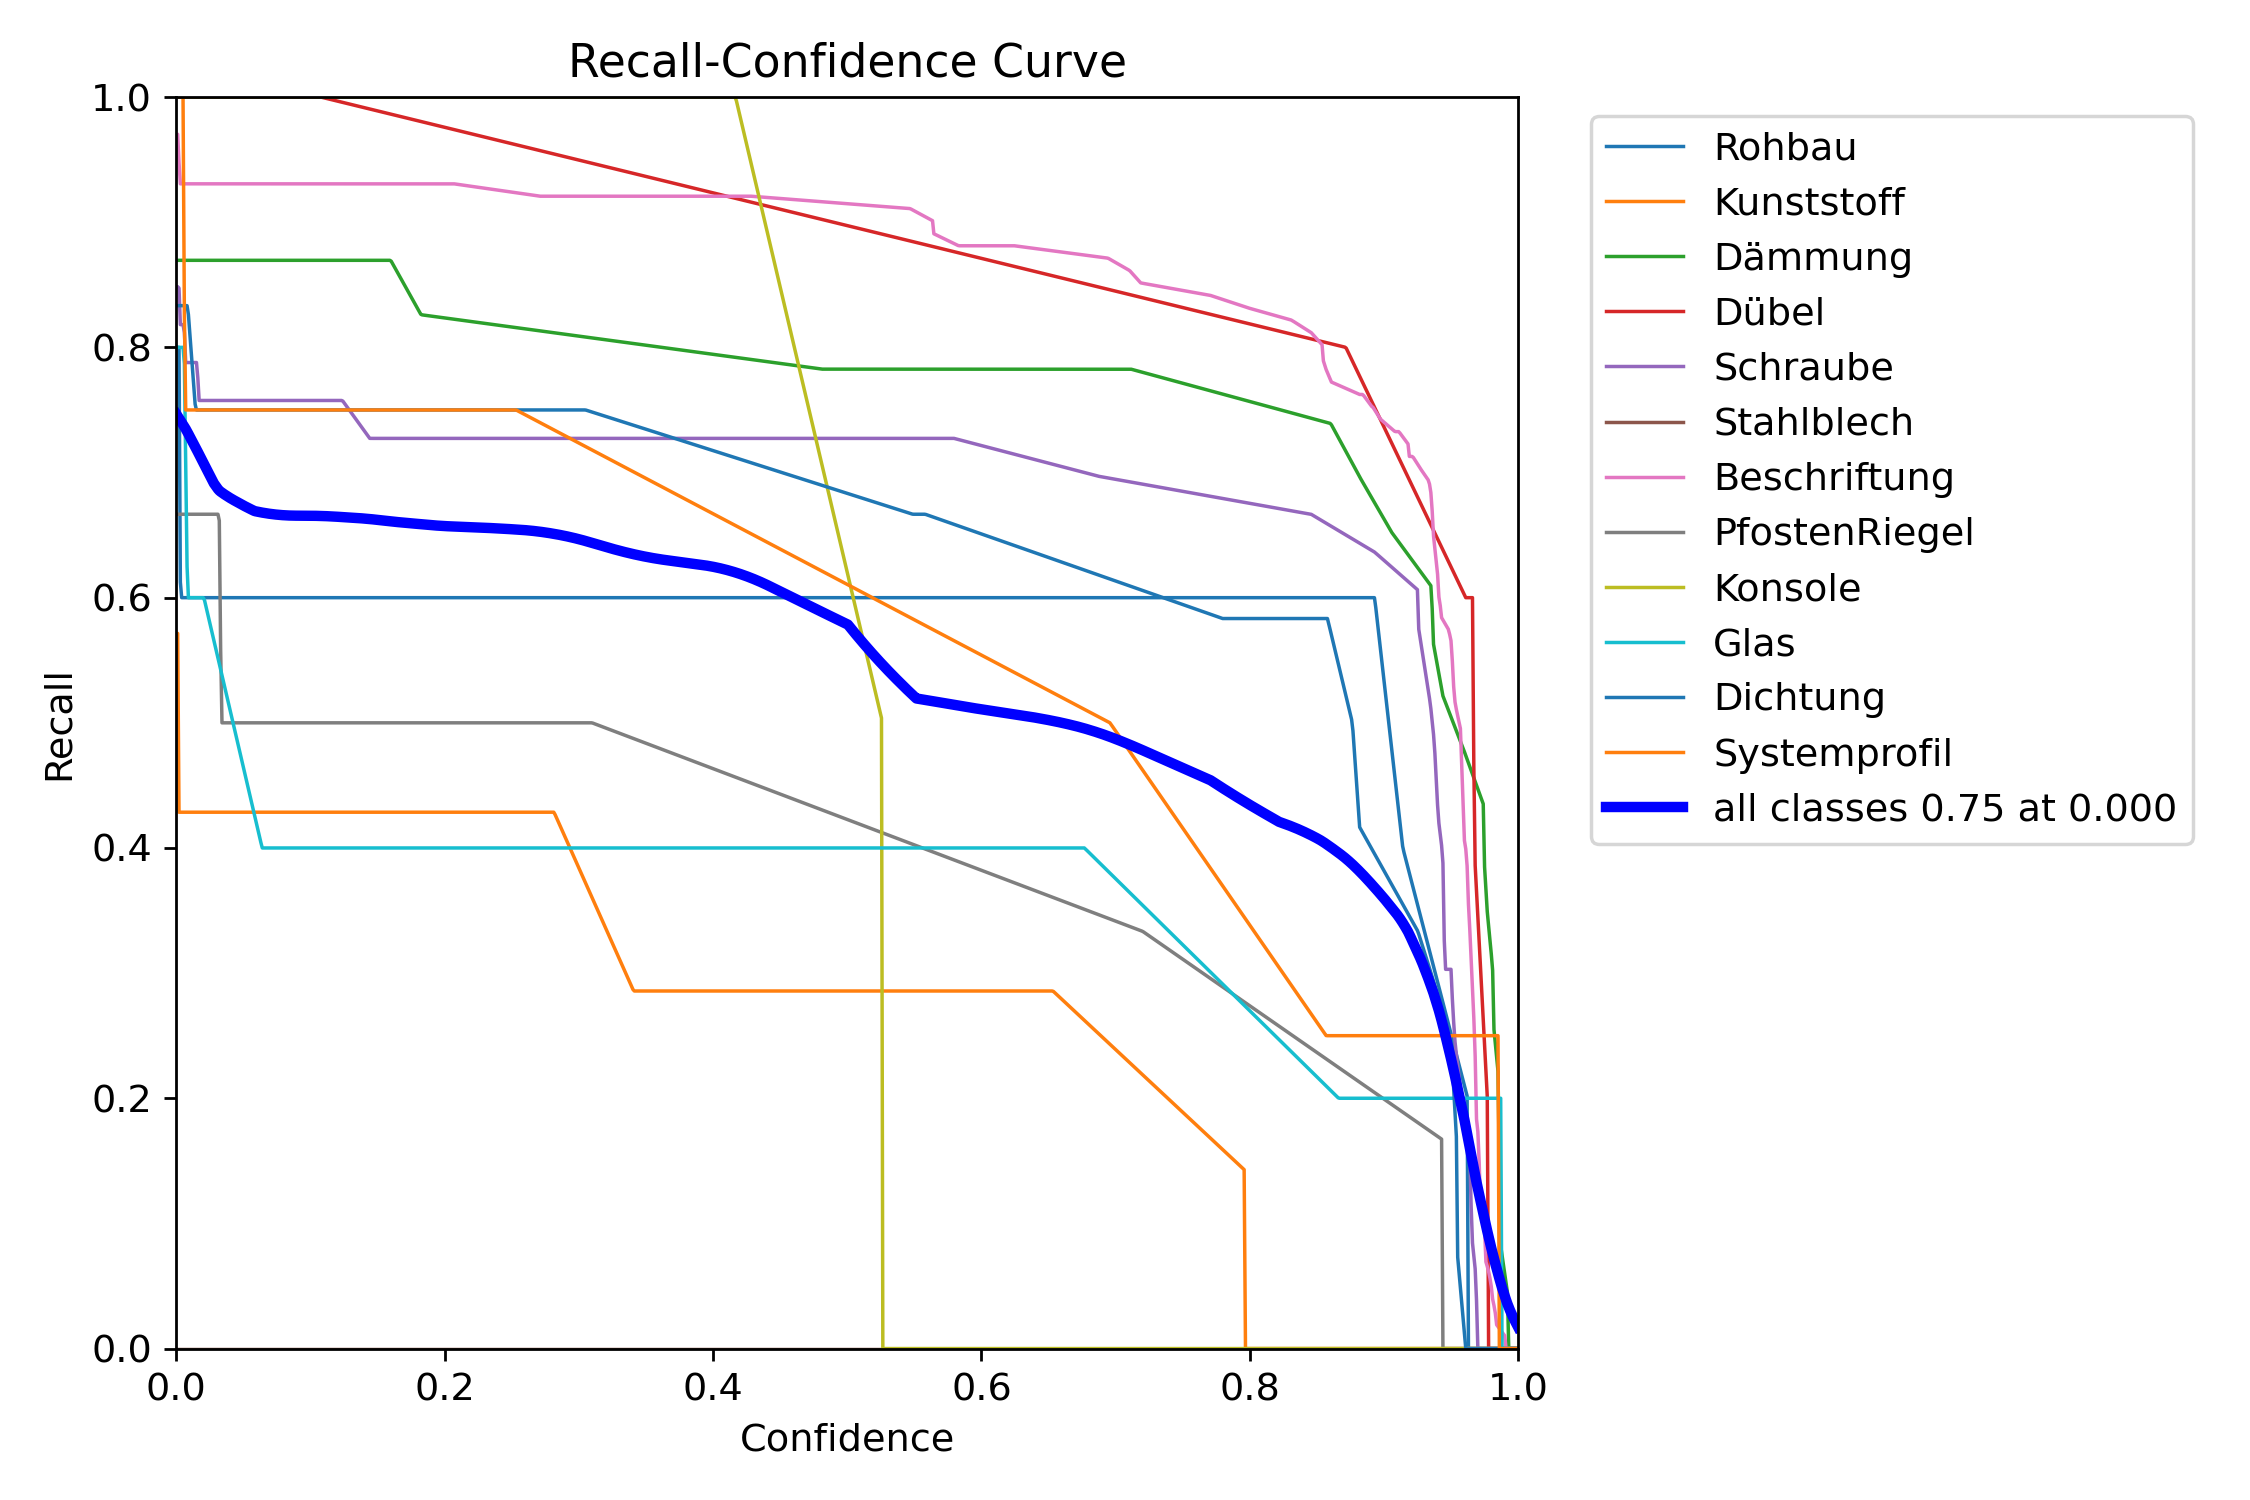 Recall-Confidence Curve
1.0
0.8
0.6
0.4
0.2
0.0
Recall
0.0 0.2 0.4 0.6 0.8 1.0
Confidence
Rohbau
Kunststoff
Dämmung
Dübel
Schraube
Stahlblech
Beschriftung
PfostenRiegel
Konsole
Glas
Dichtung
Systemprofil
all classes 0.75 at 0.000